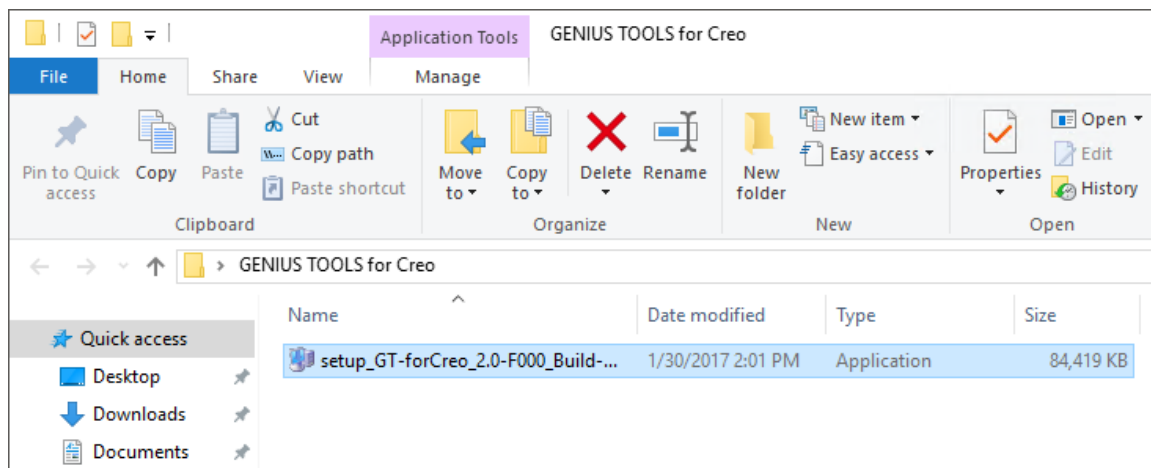 Application Tools GENIUS TOOLS for Creo
File Home Share View Manage
Pin to Quick access
Copy
Paste
Cut
Copy path
Paste shortcut
Move to
Copy to
Delete
Rename
New folder
New item
Easy access
Properties
Open
Edit
History
Clipboard Organize New Open
GENIUS TOOLS for Creo
Name Date modified Type Size
Quick access
setup_GT-forCreo_2.0-F000_Build-... 1/30/2017 2:01 PM Application 84,419 KB
Desktop
Downloads
Documents